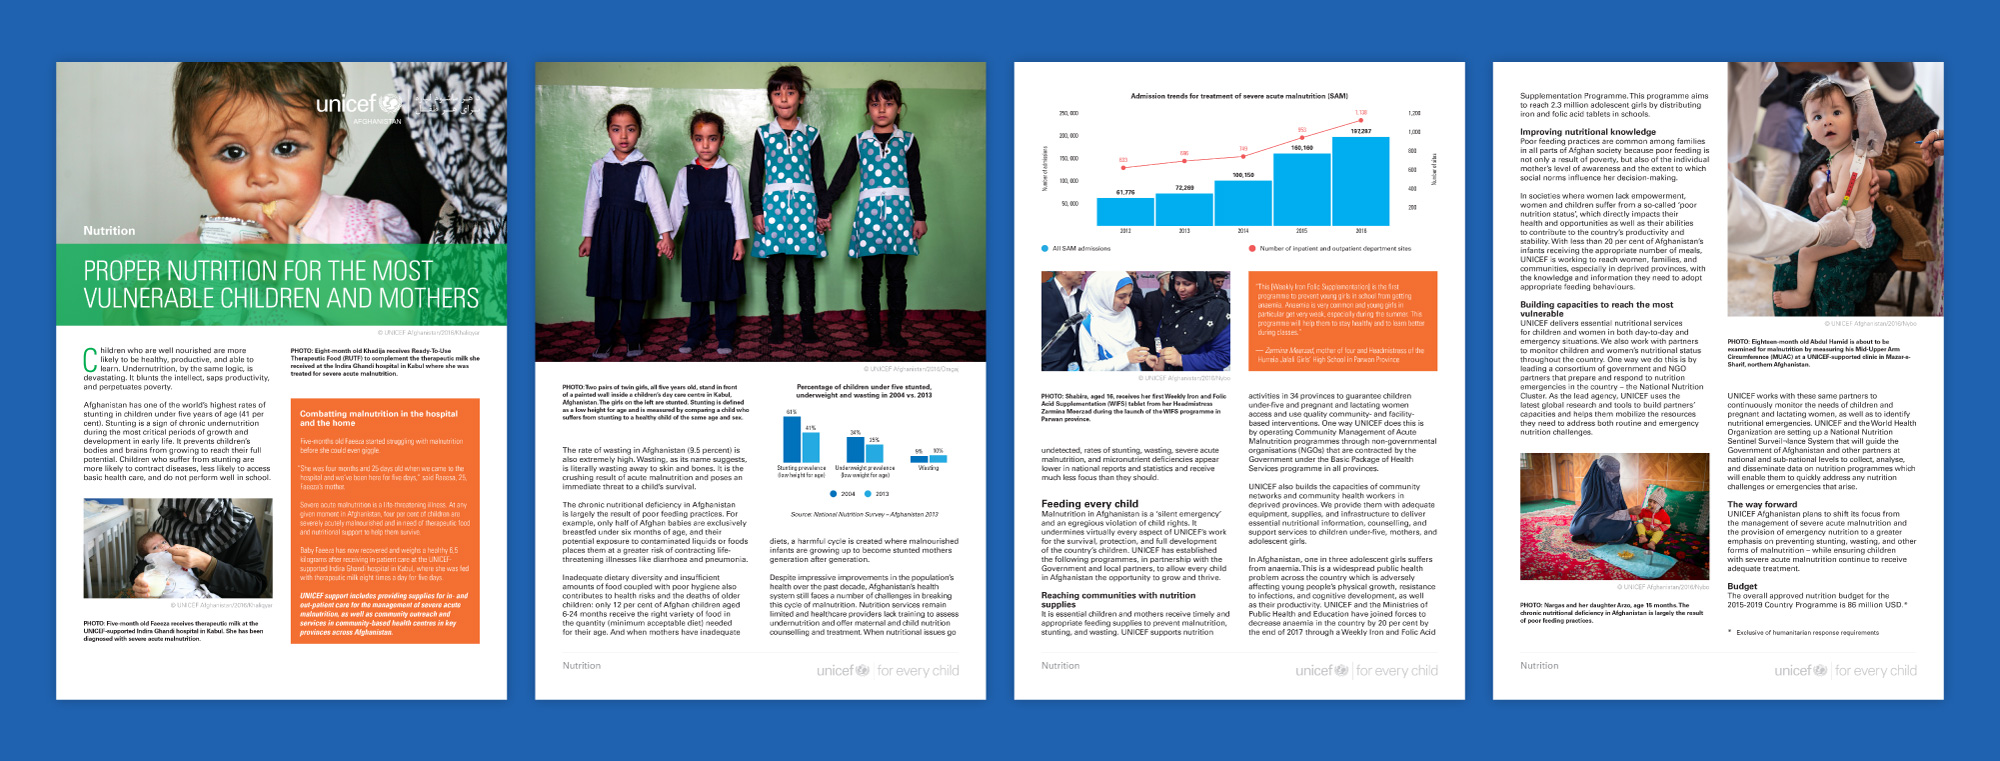 unicef
AFGHANISTAN
Nutrition
PROPER NUTRITION FOR THE MOST
VULNERABLE CHILDREN AND MOTHERS
© UNICEF Afghanistan/2016/Khaliqyar
Children who are well nourished are more
likely to be healthy, productive, and able to
learn. Undernutrition, by the same logic, is
devastating. It blunts the intellect, saps productivity,
and perpetuates poverty.
Afghanistan has one of the world's highest rates of
stunting in children under five years of age (41 per
cent). Stunting is a sign of chronic undernutrition
during the most critical periods of growth and
development in early life. It prevents children's
bodies and brains from growing to reach their full
potential. Children who suffer from stunting are
more likely to contract diseases, less likely to access
basic health care, and do not perform well in school.
© UNICEF Afghanistan/2016/Khaliqyar
PHOTO: Five-month old Faeeza receives therapeutic milk at the
UNICEF-supported Indira Ghandi hospital in Kabul. She has been
diagnosed with severe acute malnutrition.
PHOTO: Eight-month old Khadija receives Ready-To-Use
Therapeutic Food (RUTF) to complement the therapeutic milk she
received at the Indira Ghandi hospital in Kabul where she was
treated for severe acute malnutrition.
Combatting malnutrition in the hospital
and the home
Five-months old Faeeza started struggling with malnutrition
before she could even giggle.
"She was four months and 25 days old when we came to the
hospital and we've been here for five days," said Raeesa, 25,
Faeeza's mother.
Severe acute malnutrition is a life threatening illness. At any
given moment in Afghanistan, four per cent of children are
severely acutely malnourished and in need of therapeutic food
and nutritional support to help them survive.
Baby Faeeza has now recovered and weighs a healthy 6.5
kilograms after receiving in-patient care at the UNICEF-
supported Indira Ghandi hospital in Kabul, where she was fed
with therapeutic milk eight times a day for five days.
UNICEF support includes providing supplies for in- and
out-patient care for the management of severe acute
malnutrition, as well as community outreach and
services in community-based health centres in key
provinces across Afghanistan.
PHOTO: Two pairs of twin girls, all five years old, stand in front
of a painted wall inside a children's day care centre in Kabul,
Afghanistan. The girls on the left are stunted. Stunting is defined
as a low height for age and is measured by comparing a child who
suffers from stunting to a healthy child of the same age and sex.
The rate of wasting in Afghanistan (9.5 percent) is
also extremely high. Wasting, as its name suggests,
is literally wasting away to skin and bones. It is the
crushing result of acute malnutrition and poses an
immediate threat to a child's survival.
The chronic nutritional deficiency in Afghanistan
is largely the result of poor feeding practices. For
example, only half of Afghan babies are exclusively
breastfed under six months of age, and their
potential exposure to contaminated liquids or foods
places them at a greater risk of contracting life-
threatening illnesses like diarrhoea and pneumonia.
Inadequate dietary diversity and insufficient
amounts of food coupled with poor hygiene also
contributes to health risks and the deaths of older
children: only 12 per cent of Afghan children aged
6-24 months receive the right variety of food in
the quantity (minimum acceptable diet) needed
for their age. And when mothers have inadequate
Percentage of children under five stunted,
underweight and wasting in 2004 vs. 2013
61%
41%
34%
25%
9%
10%
Stunting prevalence
(low height for age)
Underweight prevalence
(low weight for age)
Wasting
2004
2013
Source: National Nutrition Survey – Afghanistan 2013
diets, a harmful cycle is created where malnourished
infants are growing up to become stunted mothers
generation after generation.
Despite impressive improvements in the population's
health over the past decade, Afghanistan's health
system still faces a number of challenges in breaking
this cycle of malnutrition. Nutrition services remain
limited and healthcare providers lack training to assess
undernutrition and offer maternal and child nutrition
counselling and treatment. When nutritional issues go
Nutrition
unicef for every child
Admission trends for treatment of severe acute malnutrition (SAM)
Number of admissions
250, 000
200, 000
150, 000
100, 000
50, 000
61,776
72,269
100,150
160,160
197,287
1,200
1,000
800
600
400
200
2012
2013
2014
2015
2016
All SAM admissions
Number of inpatient and outpatient department sites
© UNICEF Afghanistan/2016/Nybo
PHOTO: Shabira, aged 16, receives her first Weekly Iron and Folic
Acid Supplementation (WIFS) tablet from her Headmistress
Zarmina Meerzad during the launch of the WIFS programme in
Parwan province.
undetected, rates of stunting, wasting, severe acute
malnutrition, and micronutrient deficiencies appear
lower in national reports and statistics and receive
much less focus than they should.
Feeding every child
Malnutrition in Afghanistan is a 'silent emergency'
and an egregious violation of child rights. It
undermines virtually every aspect of UNICEF's work
for the survival, protection, and full development
of the country's children. UNICEF has established
the following programmes, in partnership with the
Government and local partners, to allow every child
in Afghanistan the opportunity to grow and thrive.
Reaching communities with nutrition
supplies
It is essential children and mothers receive timely and
appropriate feeding supplies to prevent malnutrition,
stunting, and wasting. UNICEF supports nutrition
"This [Weekly Iron Folic Supplementation] is the first
programme to prevent young girls in school from getting
anaemia. Anaemia is very common and young girls in
particular get very weak, especially during the summer. This
programme will help them to stay healthy and to learn better
during classes."
— Zarmina Meerzad, mother of four and Headmistress of the
Humeia Jalali Girls' High School in Parwan Province
activities in 34 provinces to guarantee children
under-five and pregnant and lactating women
access and use quality community- and facility-
based interventions. One way UNICEF does this is
by operating Community Management of Acute
Malnutrition programmes through non-governmental
organisations (NGOs) that are contracted by the
Government under the Basic Package of Health
Services programme in all provinces.
UNICEF also builds the capacities of community
networks and community health workers in
deprived provinces. We provide them with adequate
equipment, supplies, and infrastructure to deliver
essential nutritional information, counselling, and
support services to children under-five, mothers, and
adolescent girls.
In Afghanistan, one in three adolescent girls suffers
from anaemia. This is a widespread public health
problem across the country which is adversely
affecting young people's physical growth, resistance
to infections, and cognitive development, as well
as their productivity. UNICEF and the Ministries of
Public Health and Education have joined forces to
decrease anaemia in the country by 20 per cent by
the end of 2017 through a Weekly Iron and Folic Acid
Nutrition
unicef for every child
Supplementation Programme. This programme aims
to reach 2.3 million adolescent girls by distributing
iron and folic acid tablets in schools.
Improving nutritional knowledge
Poor feeding practices are common among families
in all parts of Afghan society because poor feeding is
not only a result of poverty, but also of the individual
mother's level of awareness and the extent to which
social norms influence her decision-making.
In societies where women lack empowerment,
women and children suffer from a so-called 'poor
nutrition status', which directly impacts their
health and opportunities as well as their abilities
to contribute to the country's productivity and
stability. With less than 20 per cent of Afghanistan's
infants receiving the appropriate number of meals,
UNICEF is working to reach women, families, and
communities, especially in deprived provinces, with
the knowledge and information they need to adopt
appropriate feeding behaviours.
Building capacities to reach the most
vulnerable
UNICEF delivers essential nutritional services
for children and women in both day-to-day and
emergency situations. We also work with partners
to monitor children and women's nutritional status
throughout the country. One way we do this is by
leading a consortium of government and NGO
partners that prepare and respond to nutrition
emergencies in the country – the National Nutrition
Cluster. As the lead agency, UNICEF uses the
latest global research and tools to build partners'
capacities and helps them mobilize the resources
they need to address both routine and emergency
nutrition challenges.
© UNICEF Afghanistan/2016/Nybo
PHOTO: Nargas and her daughter Arzo, age 15 months. The
chronic nutritional deficiency in Afghanistan is largely the result
of poor feeding practices.
© UNICEF Afghanistan/2016/Nybo
PHOTO: Eighteen-month old Abdul Hamid is about to be
examined for malnutrition by measuring his Mid-Upper Arm
Circumference (MUAC) at a UNICEF-supported clinic in Mazar-e-
Sharif, northern Afghanistan.
UNICEF works with these same partners to
continuously monitor the needs of children and
pregnant and lactating women, as well as to identify
nutritional emergencies. UNICEF and the World Health
Organization are setting up a National Nutrition
Sentinel Surveil¬lance System that will guide the
Government of Afghanistan and other partners at
national and sub-national levels to collect, analyse,
and disseminate data on nutrition programmes which
will enable them to quickly address any nutrition
challenges or emergencies that arise.
The way forward
UNICEF Afghanistan plans to shift its focus from
the management of severe acute malnutrition and
the provision of emergency nutrition to a greater
emphasis on preventing stunting, wasting, and other
forms of malnutrition – while ensuring children
with severe acute malnutrition continue to receive
adequate treatment.
Budget
The overall approved nutrition budget for the
2015-2019 Country Programme is 86 million USD.*
* Exclusive of humanitarian response requirements
Nutrition
unicef for every child